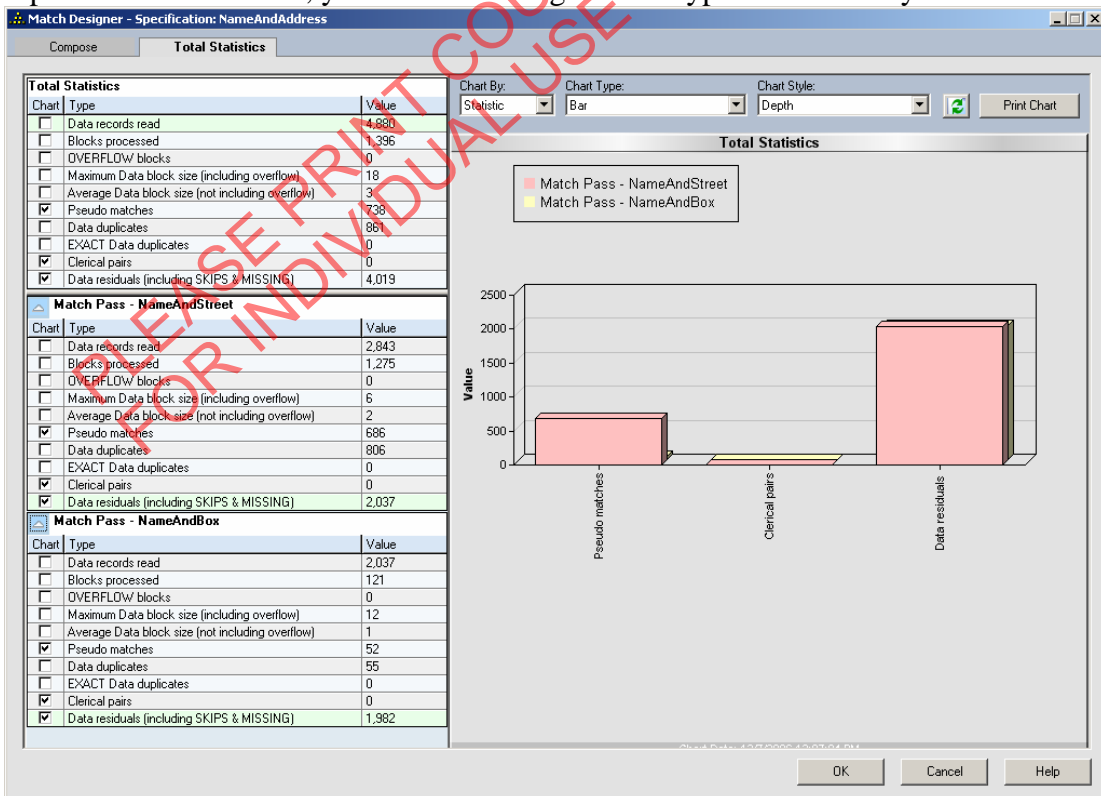 Match Designer - Specification: NameAndAddress
Compose Total Statistics
Total Statistics
Chart Type Value
Data records read 4,880
Blocks processed 1,396
OVERFLOW blocks 0
Maximum Data block size (including overflow) 18
Average Data block size (not including overflow) 3
Pseudo matches 738
Data duplicates 861
EXACT Data duplicates 0
Clerical pairs 0
Data residuals (including SKIPS & MISSING) 4,019
Match Pass - NameAndStreet
Chart Type Value
Data records read 2,843
Blocks processed 1,275
OVERFLOW blocks 0
Maximum Data block size (including overflow) 6
Average Data block size (not including overflow) 2
Pseudo matches 686
Data duplicates 806
EXACT Data duplicates 0
Clerical pairs 0
Data residuals (including SKIPS & MISSING) 2,037
Match Pass - NameAndBox
Chart Type Value
Data records read 2,037
Blocks processed 121
OVERFLOW blocks 0
Maximum Data block size (including overflow) 12
Average Data block size (not including overflow) 1
Pseudo matches 52
Data duplicates 55
EXACT Data duplicates 0
Clerical pairs 0
Data residuals (including SKIPS & MISSING) 1,982
Chart By: Chart Type: Chart Style:
Statistic Bar Depth Print Chart
Total Statistics
Match Pass - NameAndStreet
Match Pass - NameAndBox
2500
2000
1500
1000
500
0
Value
Pseudo matches
Clerical pairs
Data residuals
OK Cancel Help
PLEASE PRINT COU
FOR INDIVIDUAL USE